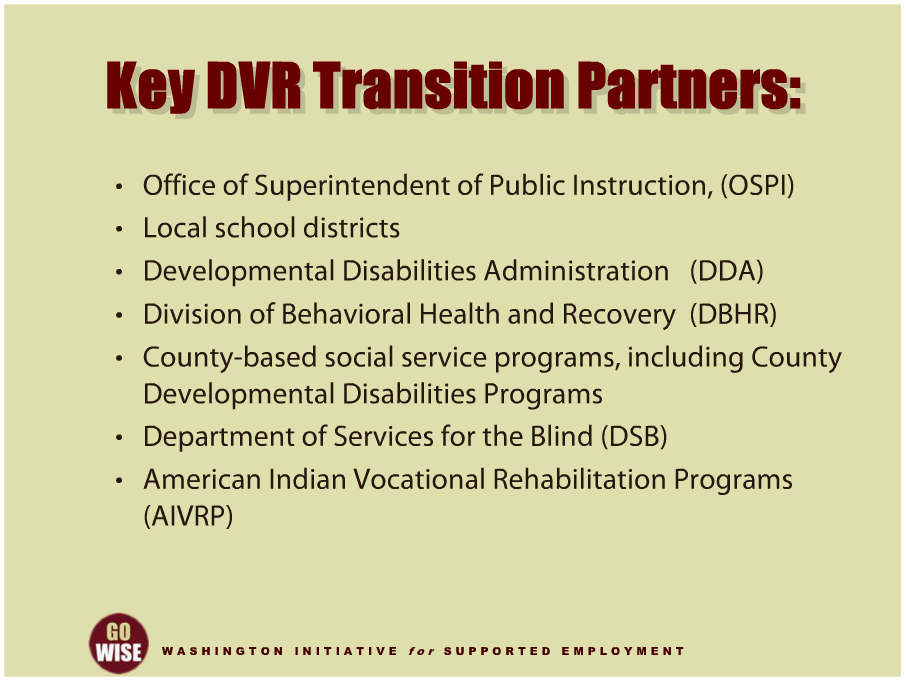 Key DVR Transition Partners:
• Office of Superintendent of Public Instruction, (OSPI)
• Local school districts
• Developmental Disabilities Administration (DDA)
• Division of Behavioral Health and Recovery (DBHR)
• County-based social service programs, including County
Developmental Disabilities Programs
• Department of Services for the Blind (DSB)
• American Indian Vocational Rehabilitation Programs
(AIVRP)
GO
WISE
WASHINGTON INITIATIVE for SUPPORTED EMPLOYMENT